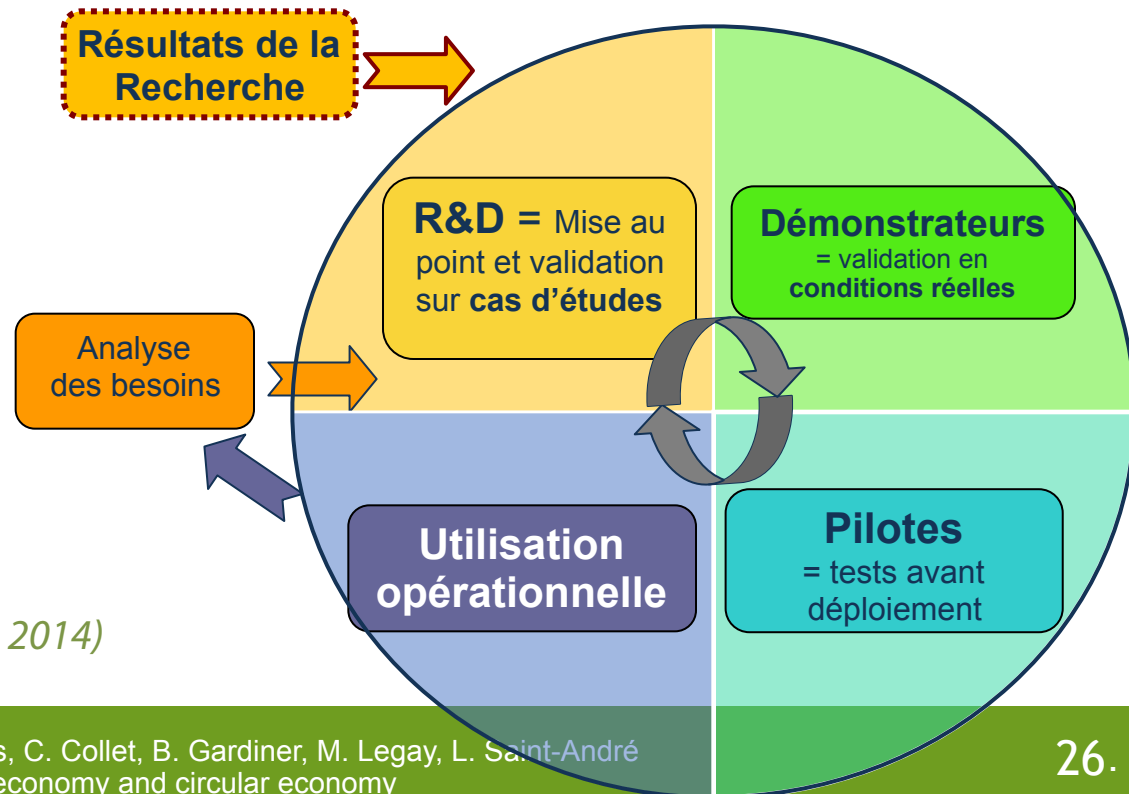 Résultats de la
Recherche
R&D = Mise au
point et validation
sur cas d’études
Démonstrateurs
= validation en
conditions réelles
Analyse
des besoins
Utilisation
opérationnelle
Pilotes
= tests avant
déploiement
2014)
s, C. Collet, B. Gardiner, M. Legay, L. Saint-André
economy and circular economy
26.